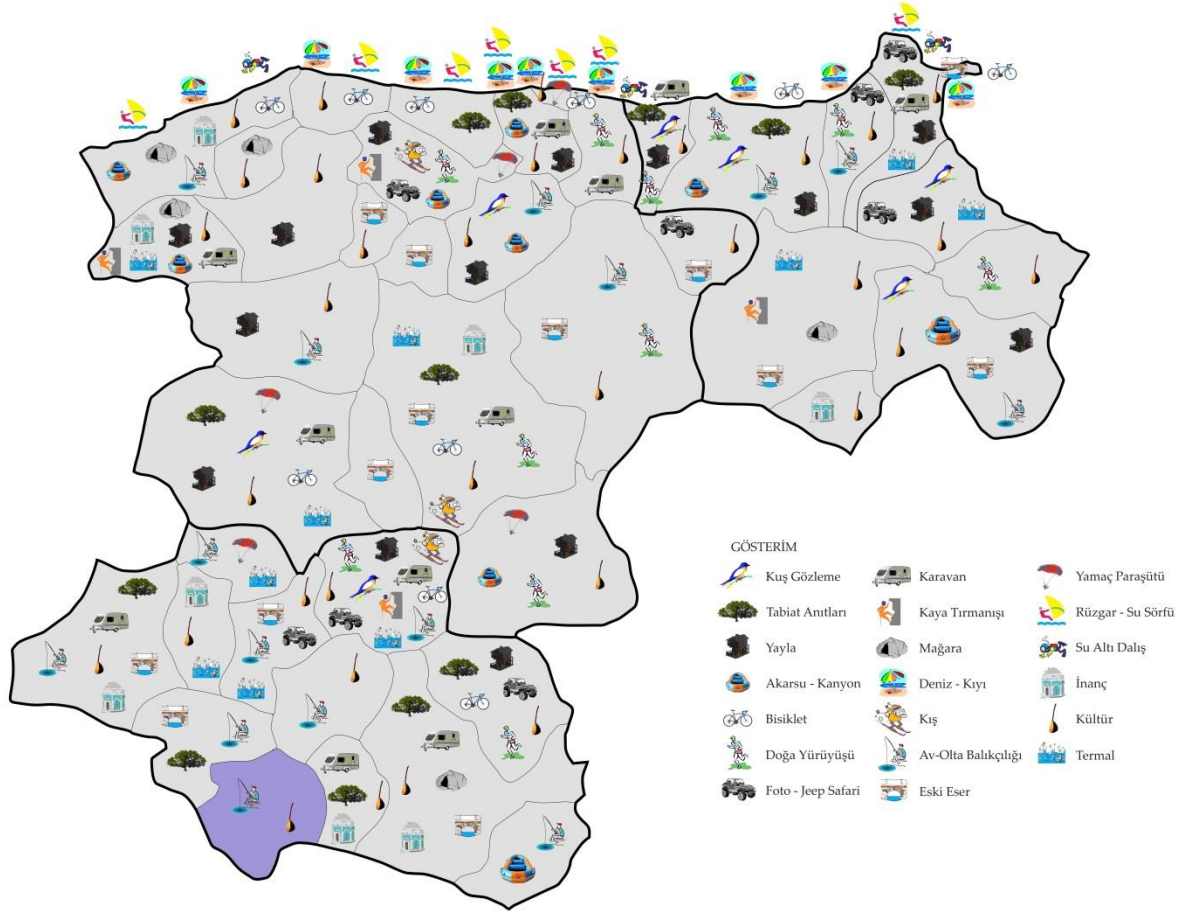 GÖSTERİM
Kuş Gözleme
Karavan
Yamaç Paraşütü
Tabiat Anıtları
Kaya Tırmanışı
Rüzgar - Su Sörfü
Yayla
Mağara
Su Altı Dalış
Akarsu - Kanyon
Deniz - Kıyı
İnanç
Bisiklet
Kış
Kültür
Doğa Yürüyüşü
Av-Olta Balıkçılığı
Termal
Foto - Jeep Safari
Eski Eser